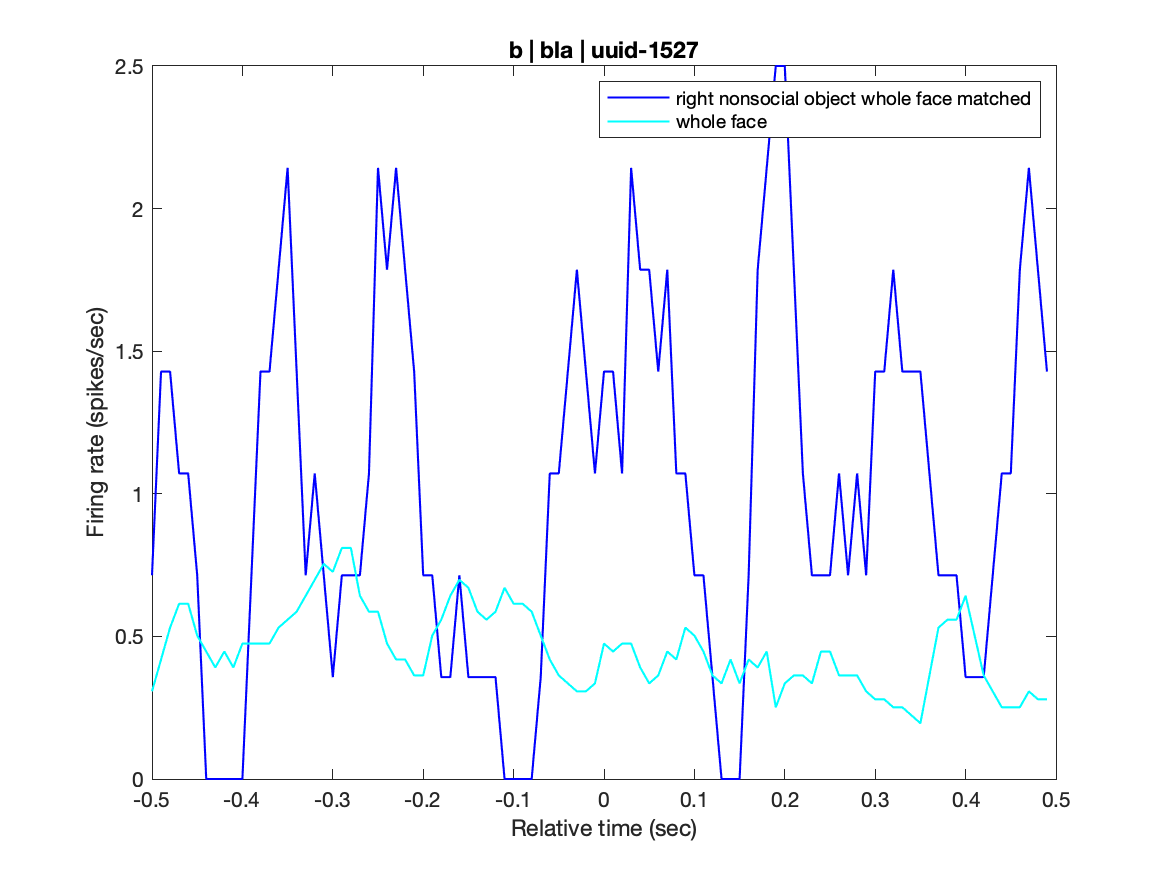 b | bla | uuid-1527
right nonsocial object whole face matched
whole face
2.5
2
1.5
1
0.5
0
Firing rate (spikes/sec)
-0.5 -0.4 -0.3 -0.2 -0.1 0 0.1 0.2 0.3 0.4 0.5
Relative time (sec)